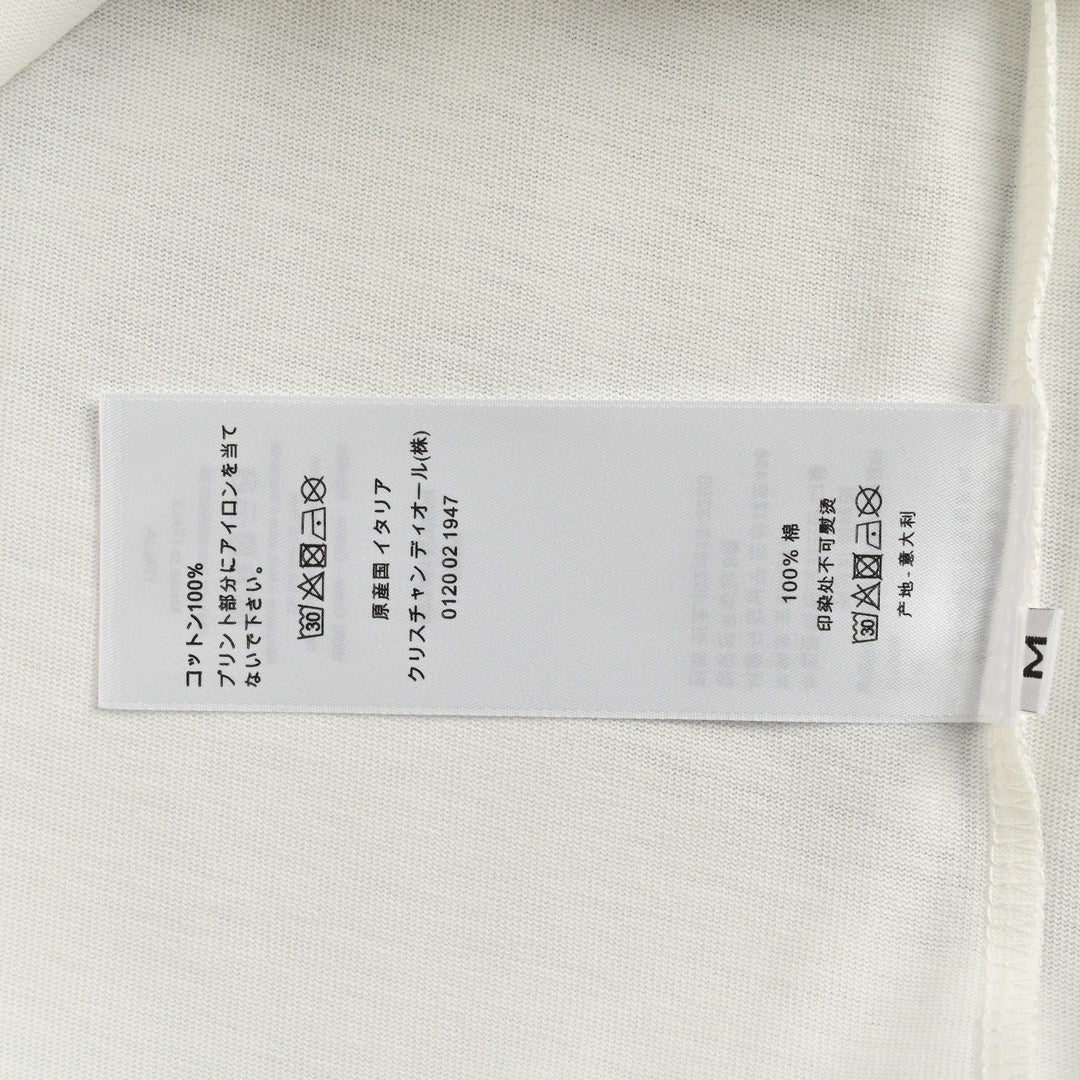 コットン100%
プリント部分にアイロンを当て
ないで下さい。
30
原産国 イタリア
クリスチャン ディオール(株)
0120 02 1947
100% 棉
印染处不可熨烫
30
产地 - 意大利
M